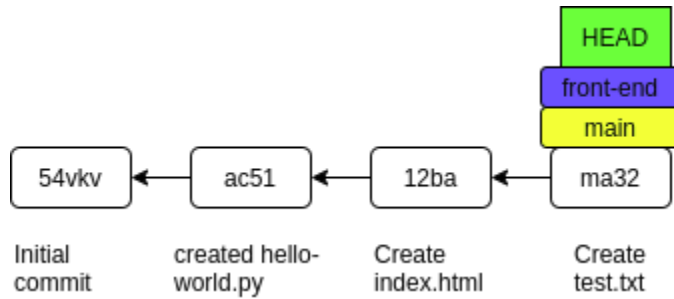 HEAD
front-end
main
54vkv
ac51
12ba
ma32
Initial
commit
created hello-
world.py
Create
index.html
Create
test.txt